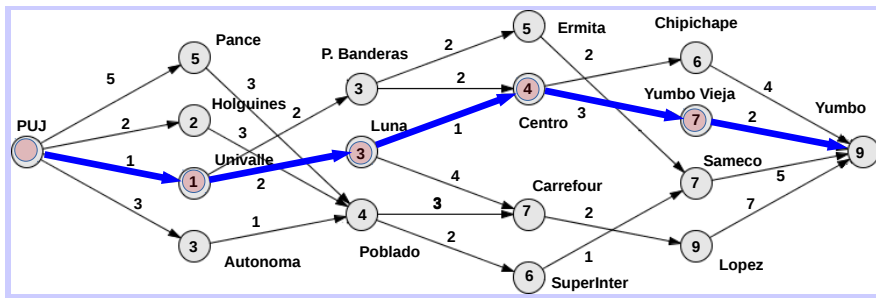 Chipichape
Ermita
Pance
P. Banderas
5
5
2
2
6
5
3
2
4
3
4
Holguines
Yumbo Vieja
Yumbo
PUJ
2
2
3
2
Luna
1
Centro
3
7
2
1
Univalle
3
9
1
2
Sameco
4
7
5
3
Carrefour
3
4
7
2
7
1
2
3
Poblado
1
9
Autonoma
6
SuperInter
Lopez